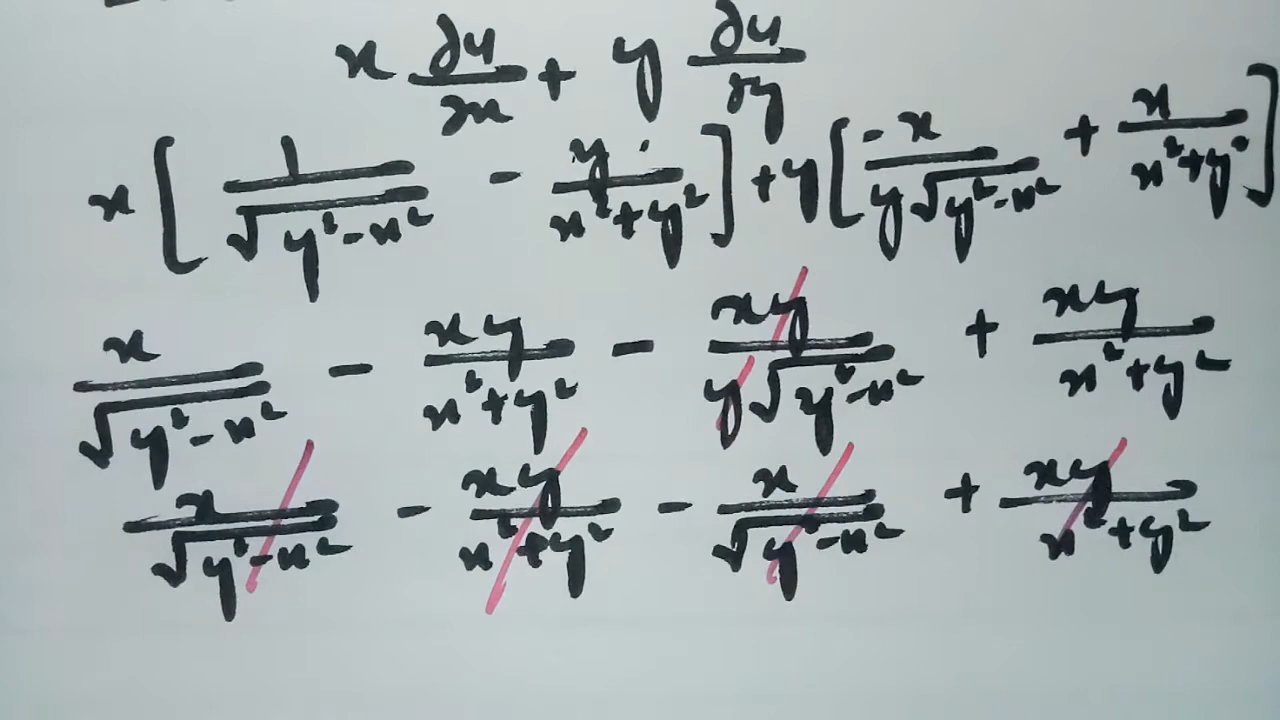 x ∂u/∂x + y ∂u/∂y
x [ 1/√(y²-x²) - y/(x²+y²) ] + y [ -x/(y√(y²-x²)) + x/(x²+y²) ]
x/√(y²-x²) - xy/(x²+y²) - xy/(y√(y²-x²)) + xy/(x²+y²)
x/√(y²-x²) - xy/(x²+y²) - x/√(y²-x²) + xy/(x²+y²)